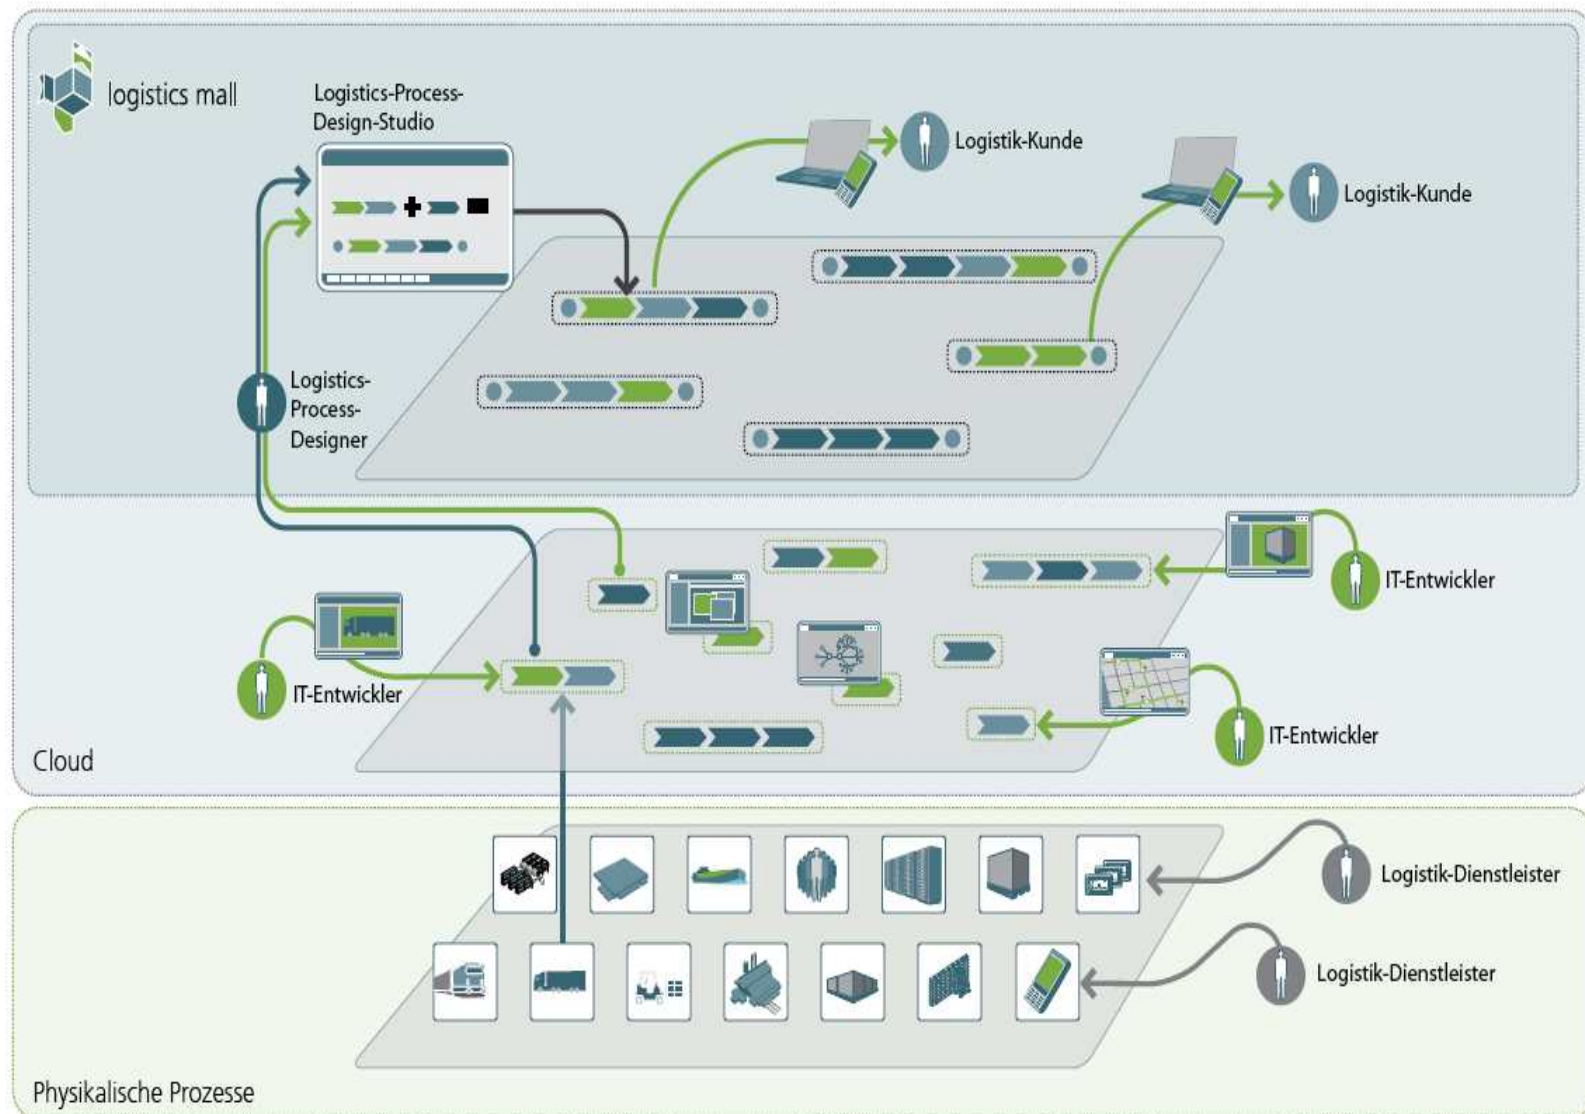 logistics mall
Logistics-Process-
Design-Studio
Logistik-Kunde
Logistik-Kunde
Logistics-
Process-
Designer
IT-Entwickler
IT-Entwickler
IT-Entwickler
Cloud
Logistik-Dienstleister
Logistik-Dienstleister
Physikalische Prozesse